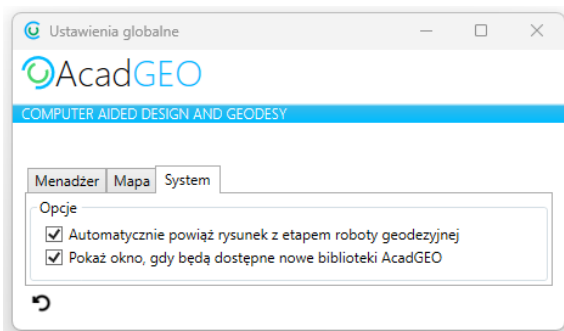 Ustawienia globalne
AcadGEO
COMPUTER AIDED DESIGN AND GEODESY
Menadżer Mapa System
Opcje
Automatycznie powiąż rysunek z etapem roboty geodezyjnej
Pokaż okno, gdy będą dostępne nowe biblioteki AcadGEO